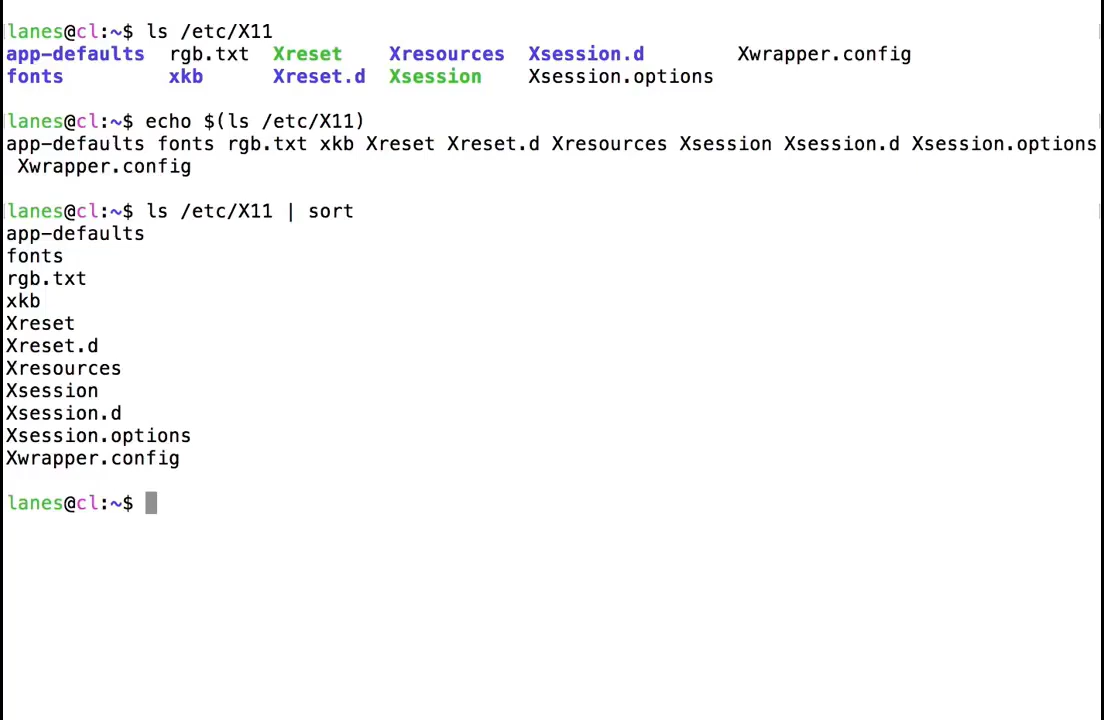 lanes@cl:~$ ls /etc/X11
app-defaults  rgb.txt  Xreset    Xresources  Xsession.d        Xwrapper.config
fonts         xkb      Xreset.d  Xsession    Xsession.options
lanes@cl:~$ echo $(ls /etc/X11)
app-defaults fonts rgb.txt xkb Xreset Xreset.d Xresources Xsession Xsession.d Xsession.options
 Xwrapper.config
lanes@cl:~$ ls /etc/X11 | sort
app-defaults
fonts
rgb.txt
xkb
Xreset
Xreset.d
Xresources
Xsession
Xsession.d
Xsession.options
Xwrapper.config
lanes@cl:~$